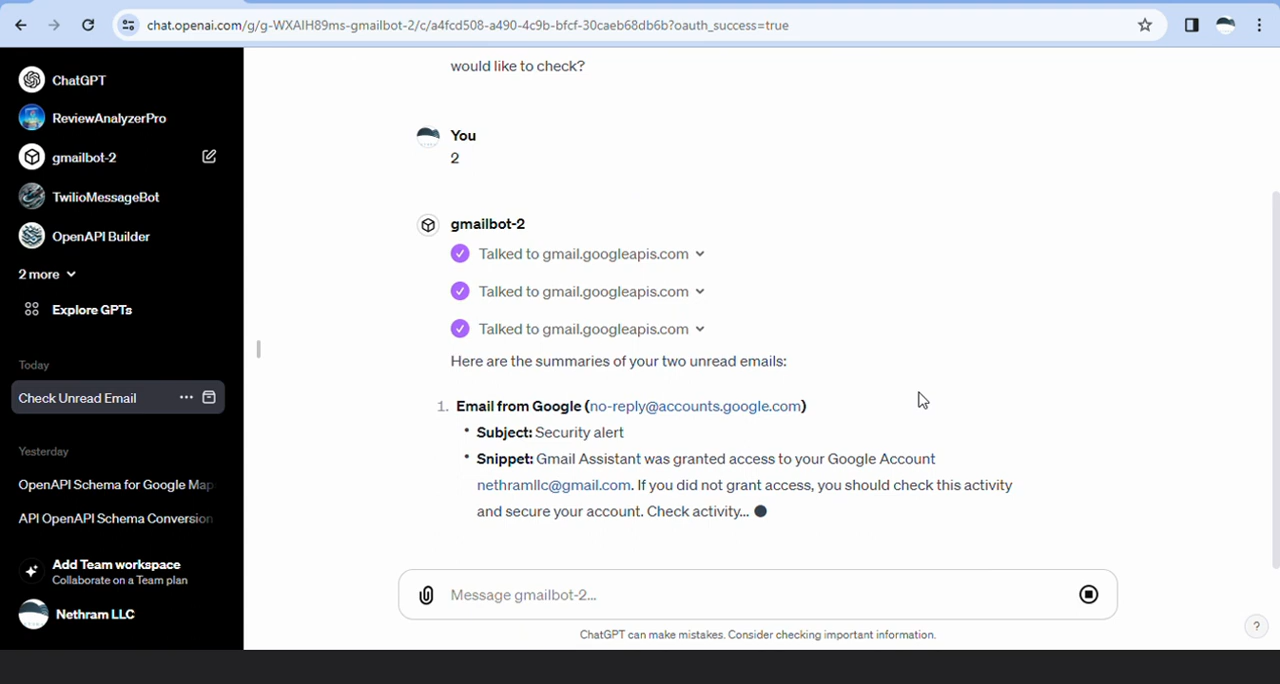 chat.openai.com/g/g-WXAIH89ms-gmailbot-2/c/a4fcd508-a490-4c9b-bfcf-30caeb68db6b?oauth_success=true
ChatGPT
ReviewAnalyzerPro
gmailbot-2
TwilioMessageBot
OpenAPI Builder
2 more
Explore GPTs
Today
Check Unread Email
Yesterday
OpenAPI Schema for Google Map
API OpenAPI Schema Conversion
Add Team workspace
Collaborate on a Team plan
Nethram LLC
would like to check?
You
2
gmailbot-2
Talked to gmail.googleapis.com
Talked to gmail.googleapis.com
Talked to gmail.googleapis.com
Here are the summaries of your two unread emails:
1. Email from Google (no-reply@accounts.google.com)
• Subject: Security alert
• Snippet: Gmail Assistant was granted access to your Google Account
nethramllc@gmail.com. If you did not grant access, you should check this activity
and secure your account. Check activity...
Message gmailbot-2...
ChatGPT can make mistakes. Consider checking important information.
?